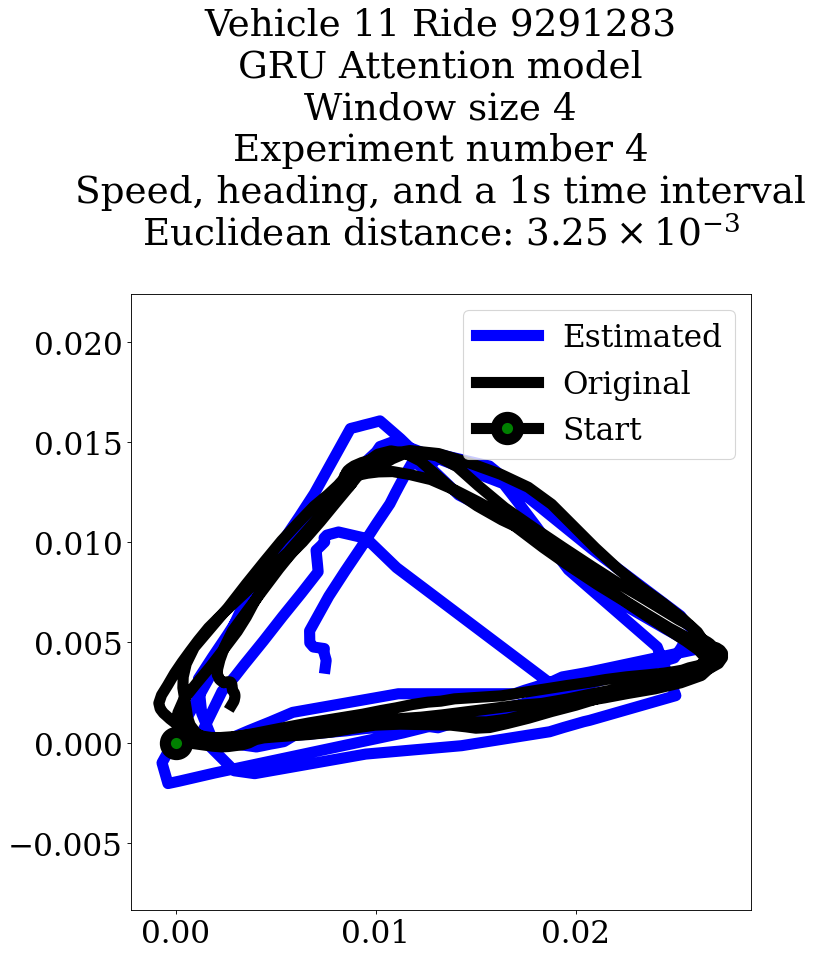 Vehicle 11 Ride 9291283
GRU Attention model
Window size 4
Experiment number 4
Speed, heading, and a 1s time interval
Euclidean distance: 3.25 × 10⁻³
Estimated
Original
Start
0.020
0.015
0.010
0.005
0.000
−0.005
0.00 0.01 0.02